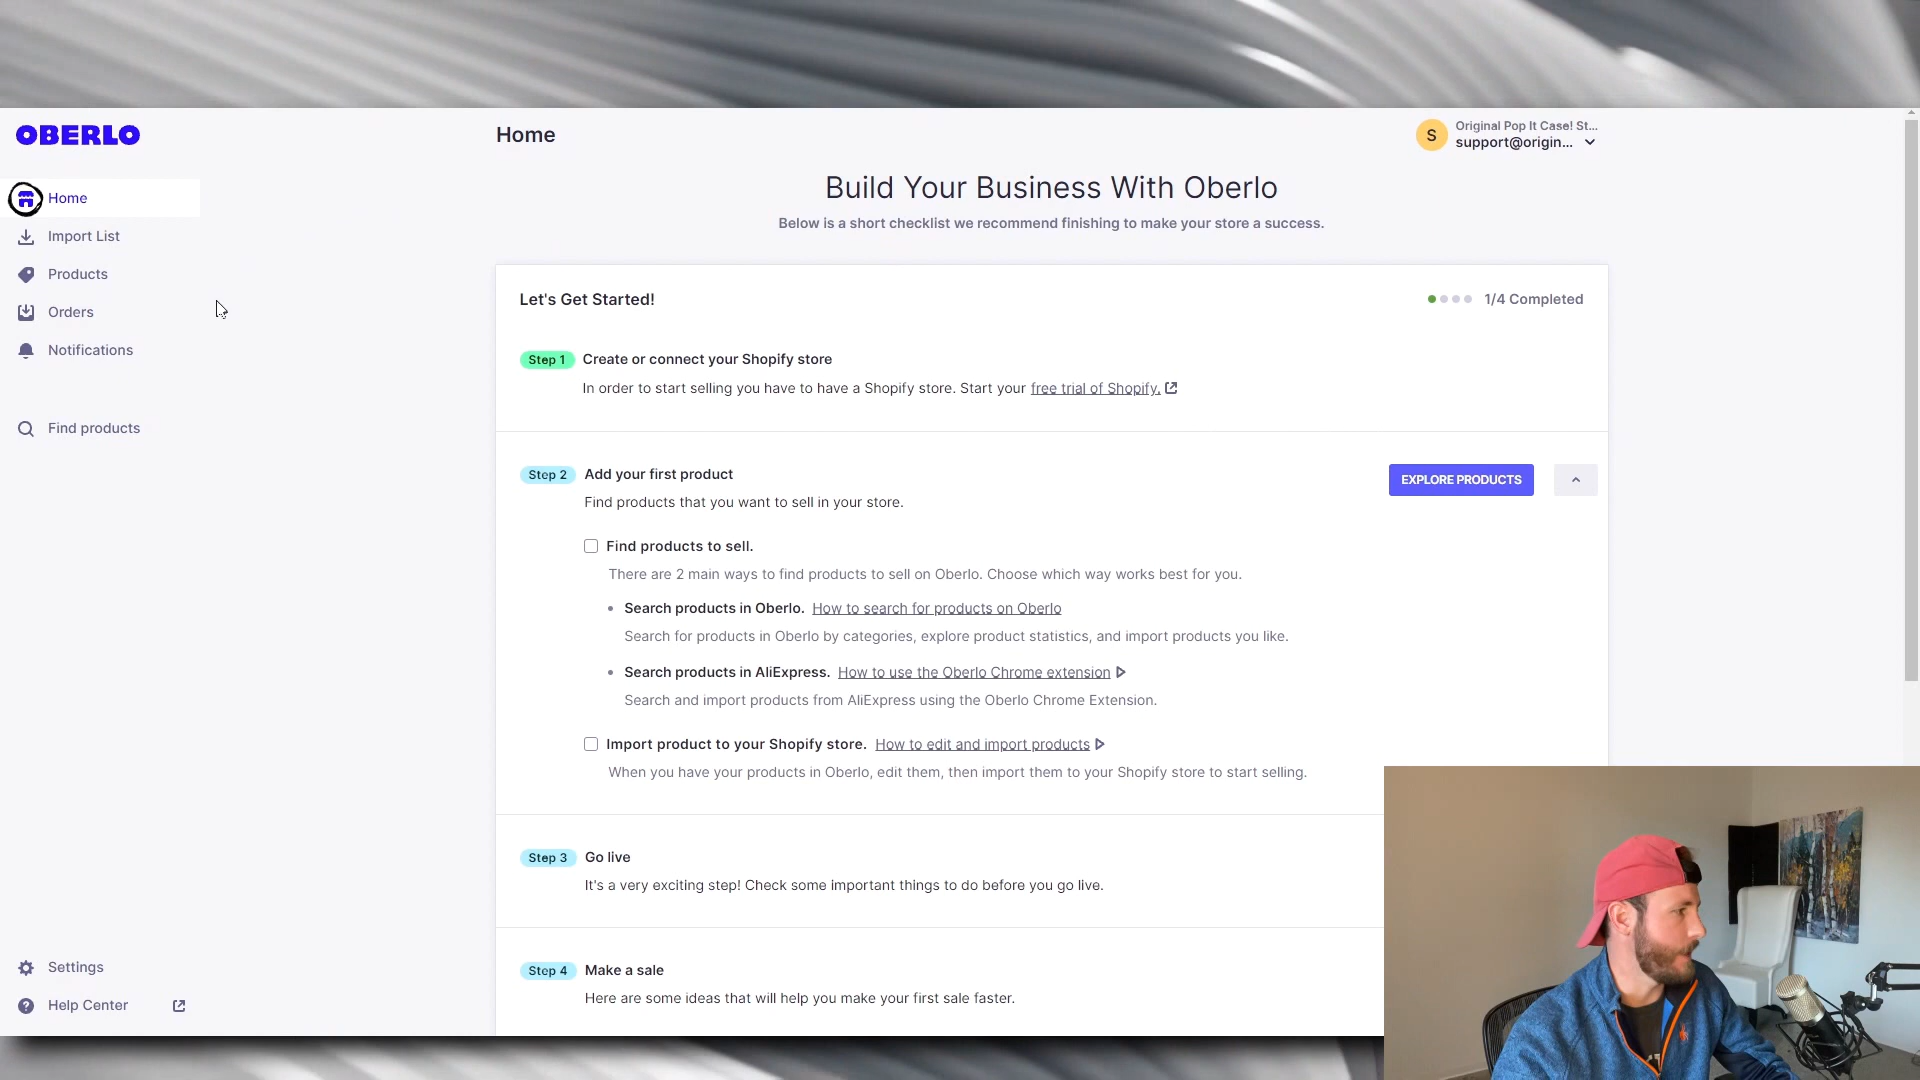 OBERLO
Home
Import List
Products
Orders
Notifications
Find products
Settings
Help Center
Home
S
Original Pop It Case! St...
support@origin...
Build Your Business With Oberlo
Below is a short checklist we recommend finishing to make your store a success.
Let's Get Started!
1/4 Completed
Step 1 Create or connect your Shopify store
In order to start selling you have to have a Shopify store. Start your free trial of Shopify.
Step 2 Add your first product
EXPLORE PRODUCTS
Find products that you want to sell in your store.
Find products to sell.
There are 2 main ways to find products to sell on Oberlo. Choose which way works best for you.
• Search products in Oberlo. How to search for products on Oberlo
Search for products in Oberlo by categories, explore product statistics, and import products you like.
• Search products in AliExpress. How to use the Oberlo Chrome extension
Search and import products from AliExpress using the Oberlo Chrome Extension.
Import product to your Shopify store. How to edit and import products
When you have your products in Oberlo, edit them, then import them to your Shopify store to start selling.
Step 3 Go live
It's a very exciting step! Check some important things to do before you go live.
Step 4 Make a sale
Here are some ideas that will help you make your first sale faster.